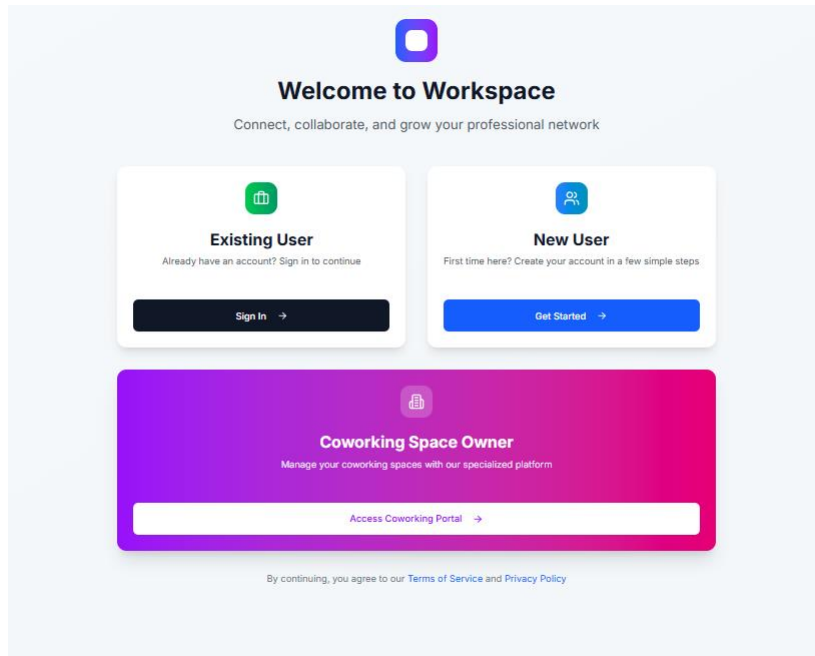 Welcome to Workspace
Connect, collaborate, and grow your professional network
Existing User
Already have an account? Sign in to continue
Sign In
New User
First time here? Create your account in a few simple steps
Get Started
Coworking Space Owner
Manage your coworking spaces with our specialized platform
Access Coworking Portal
By continuing, you agree to our Terms of Service and Privacy Policy